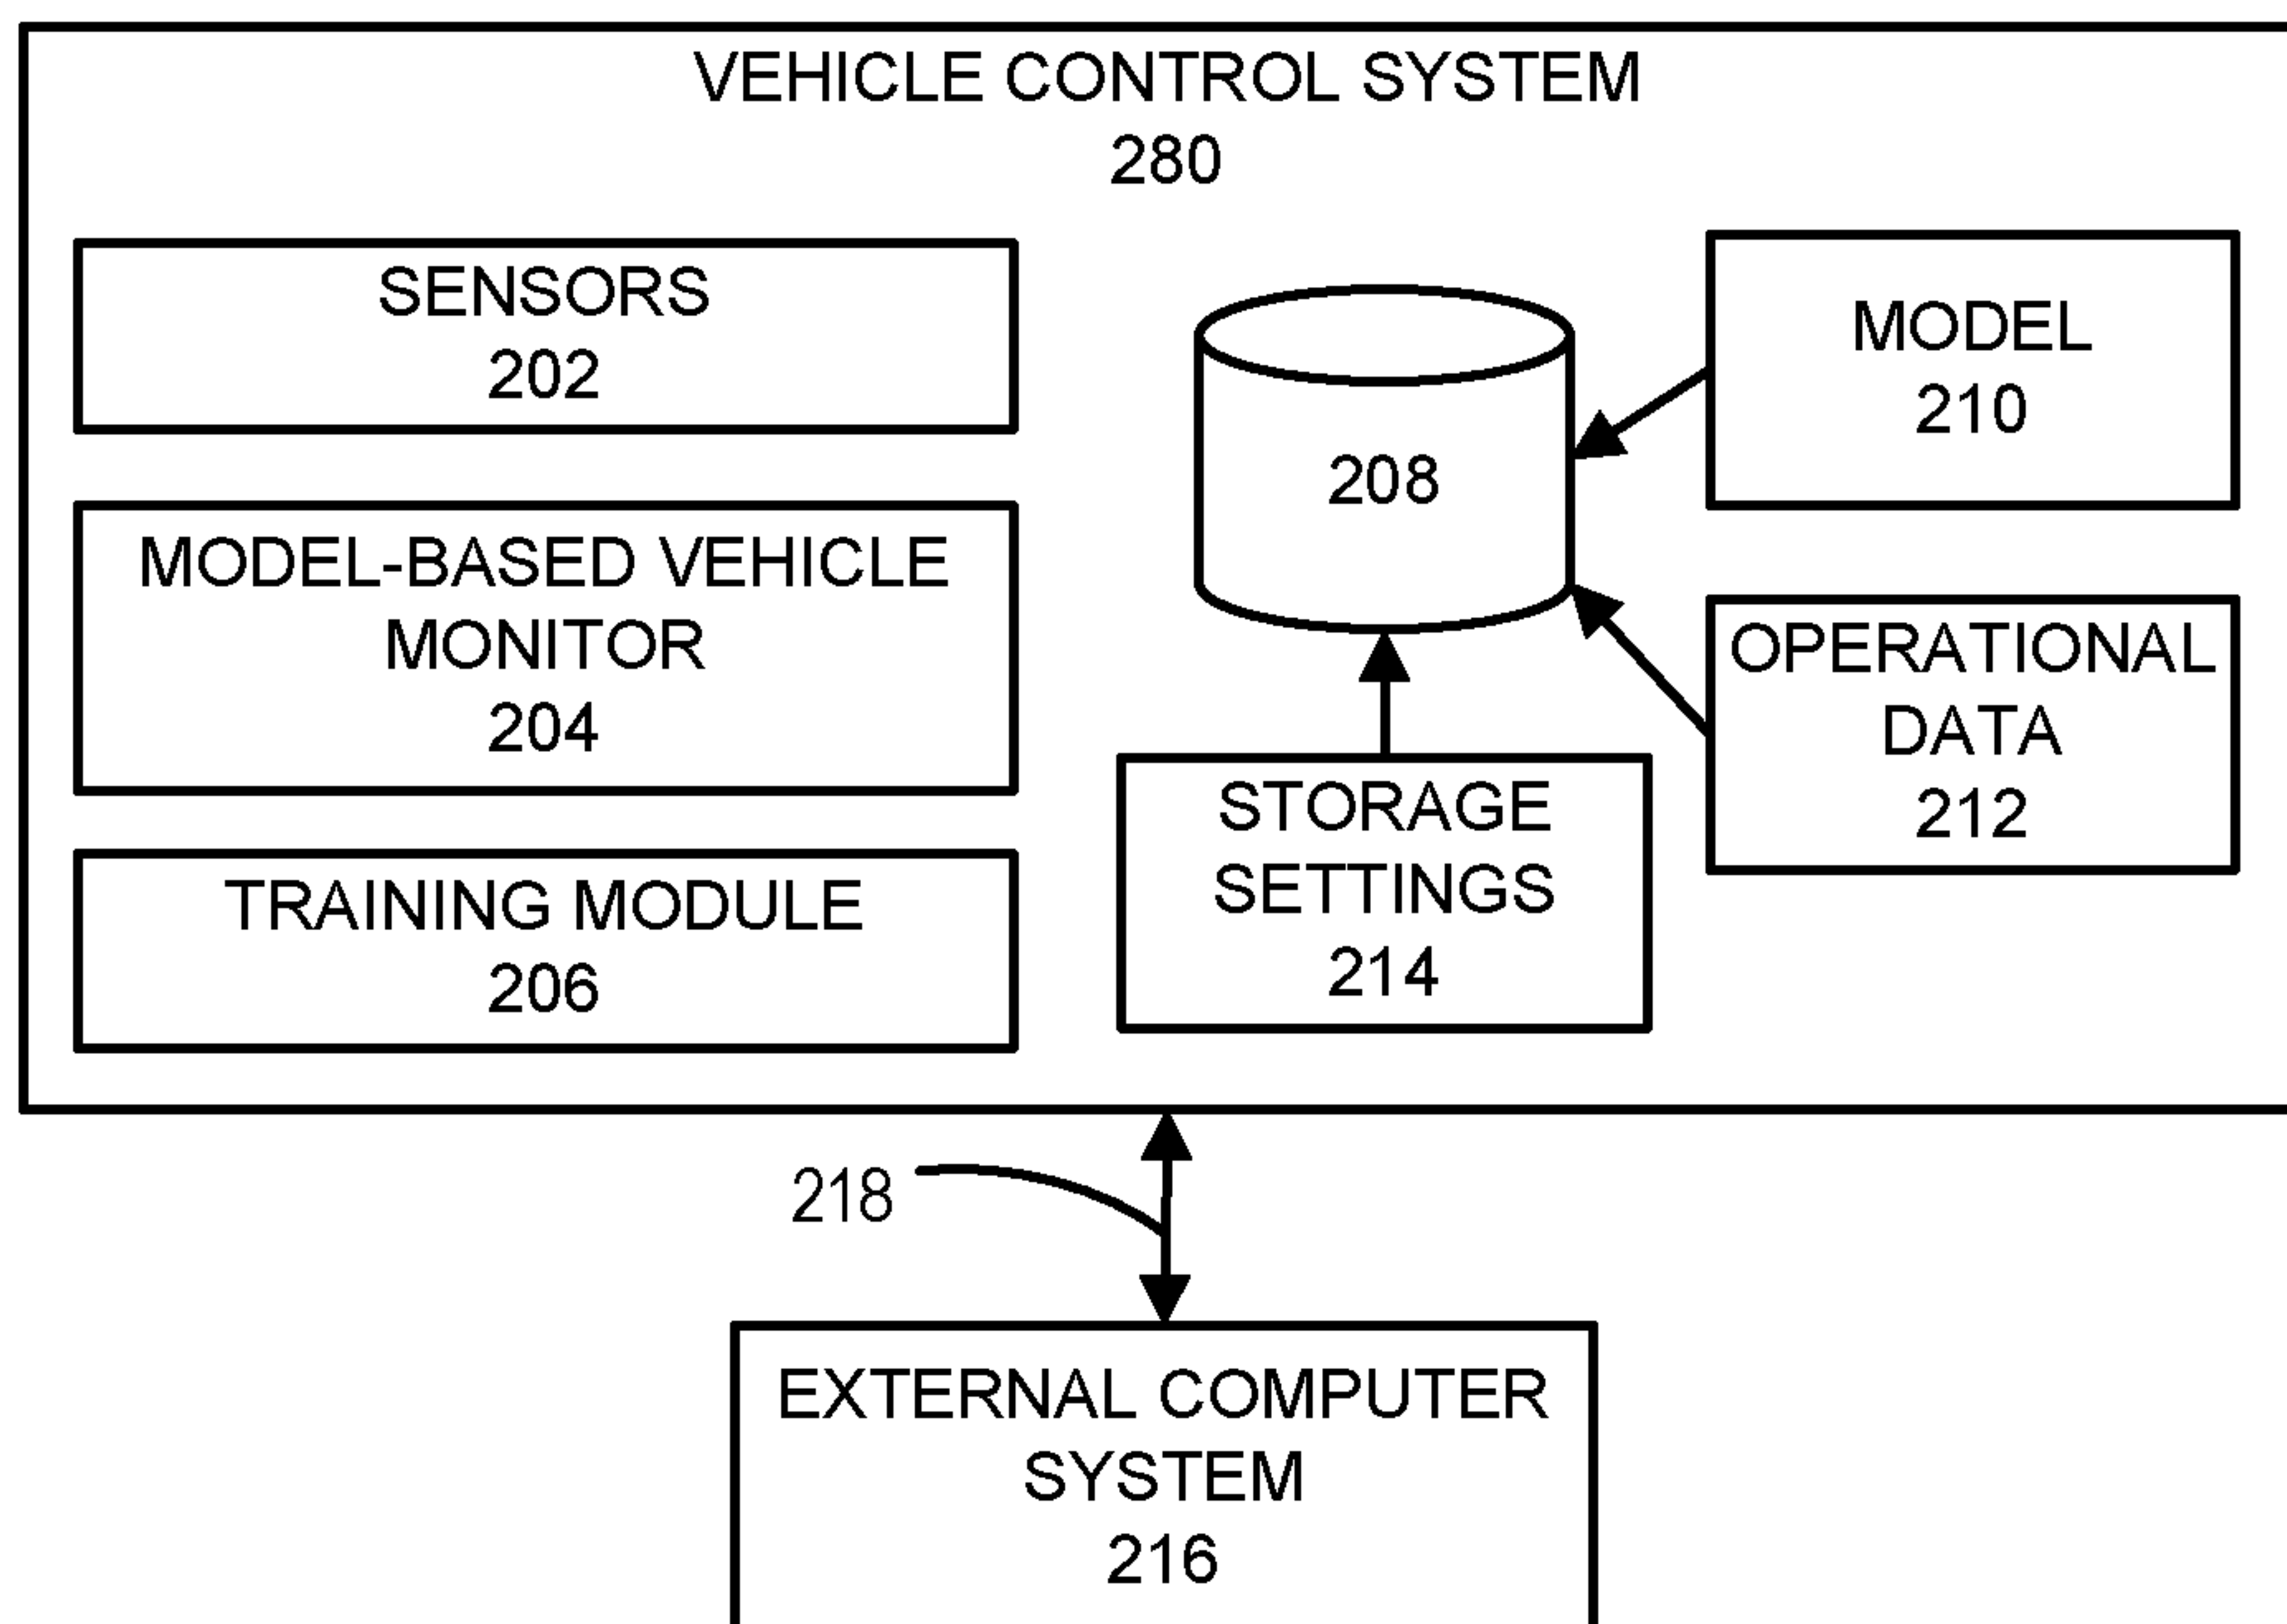 VEHICLE CONTROL SYSTEM
280
SENSORS
202
MODEL-BASED VEHICLE
MONITOR
204
TRAINING MODULE
206
208
MODEL
210
OPERATIONAL
DATA
212
STORAGE
SETTINGS
214
218
EXTERNAL COMPUTER
SYSTEM
216